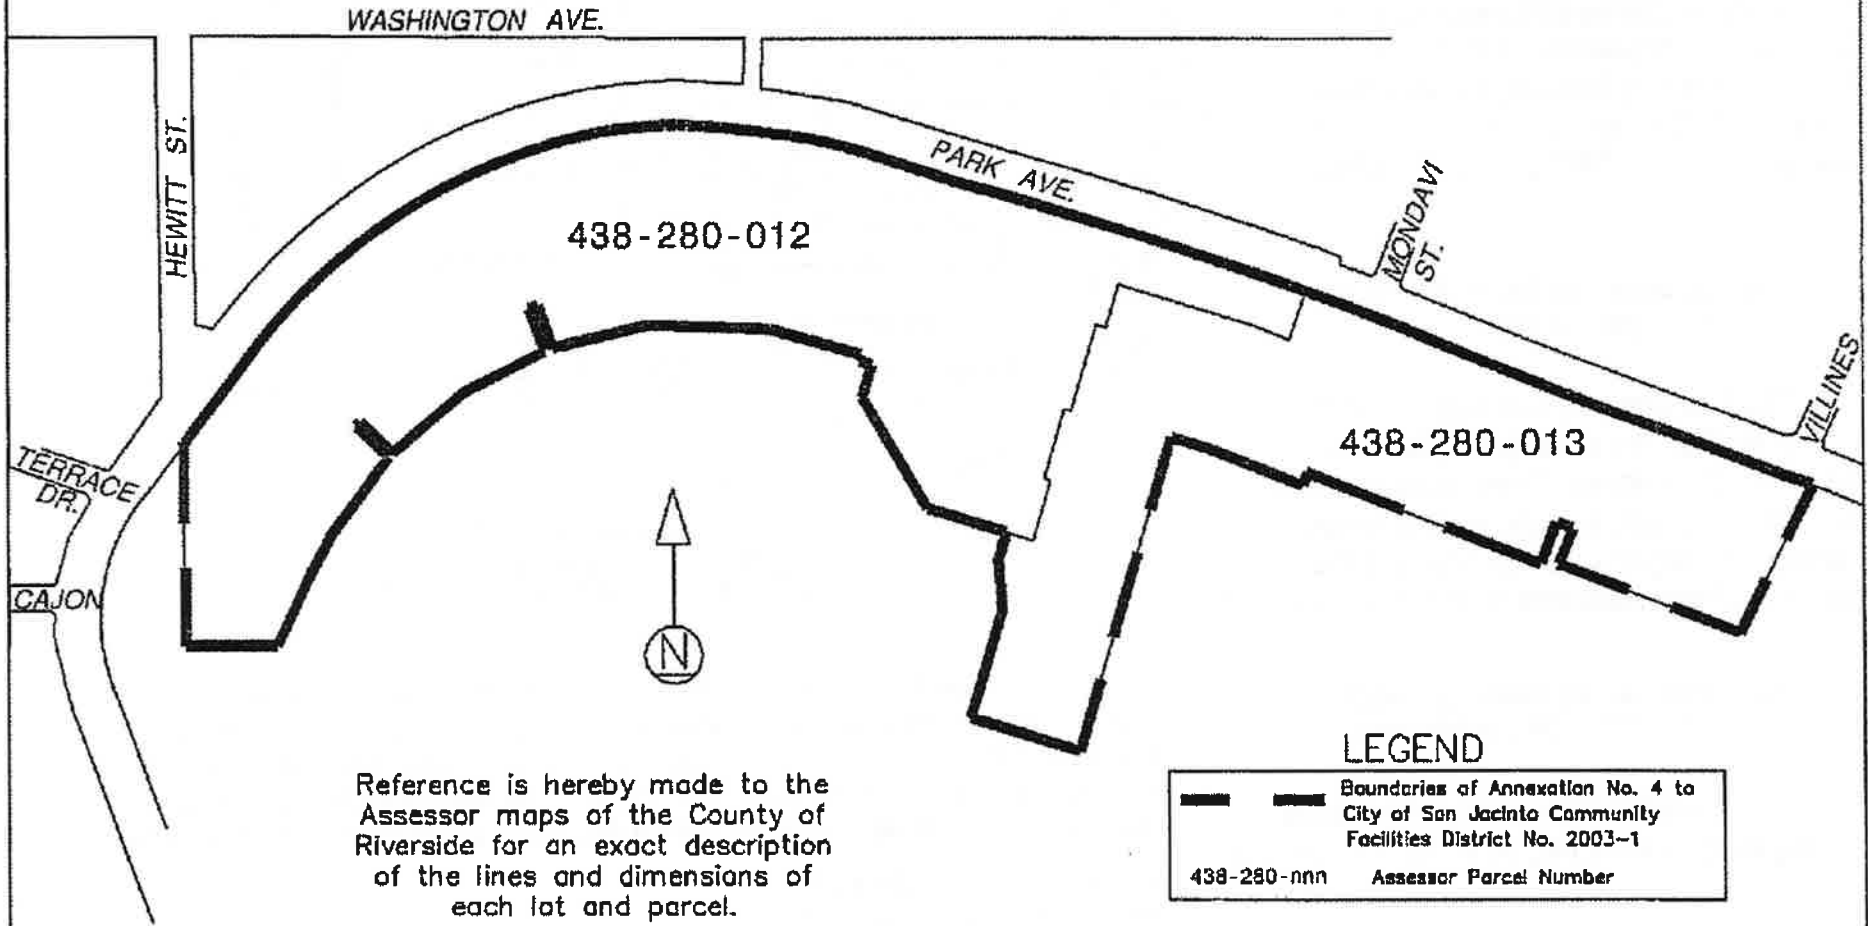 WASHINGTON AVE.
HEWITT ST.
PARK AVE.
MONDAVI
ST.
438-280-012
VILLINES
438-280-013
TERRACE
DR.
CAJON
N
Reference is hereby made to the
Assessor maps of the County of
Riverside for an exact description
of the lines and dimensions of
each lot and parcel.
LEGEND
Boundaries of Annexation No. 4 to
City of San Jacinto Community
Facilities District No. 2003-1
438-280-nnn Assessor Parcel Number